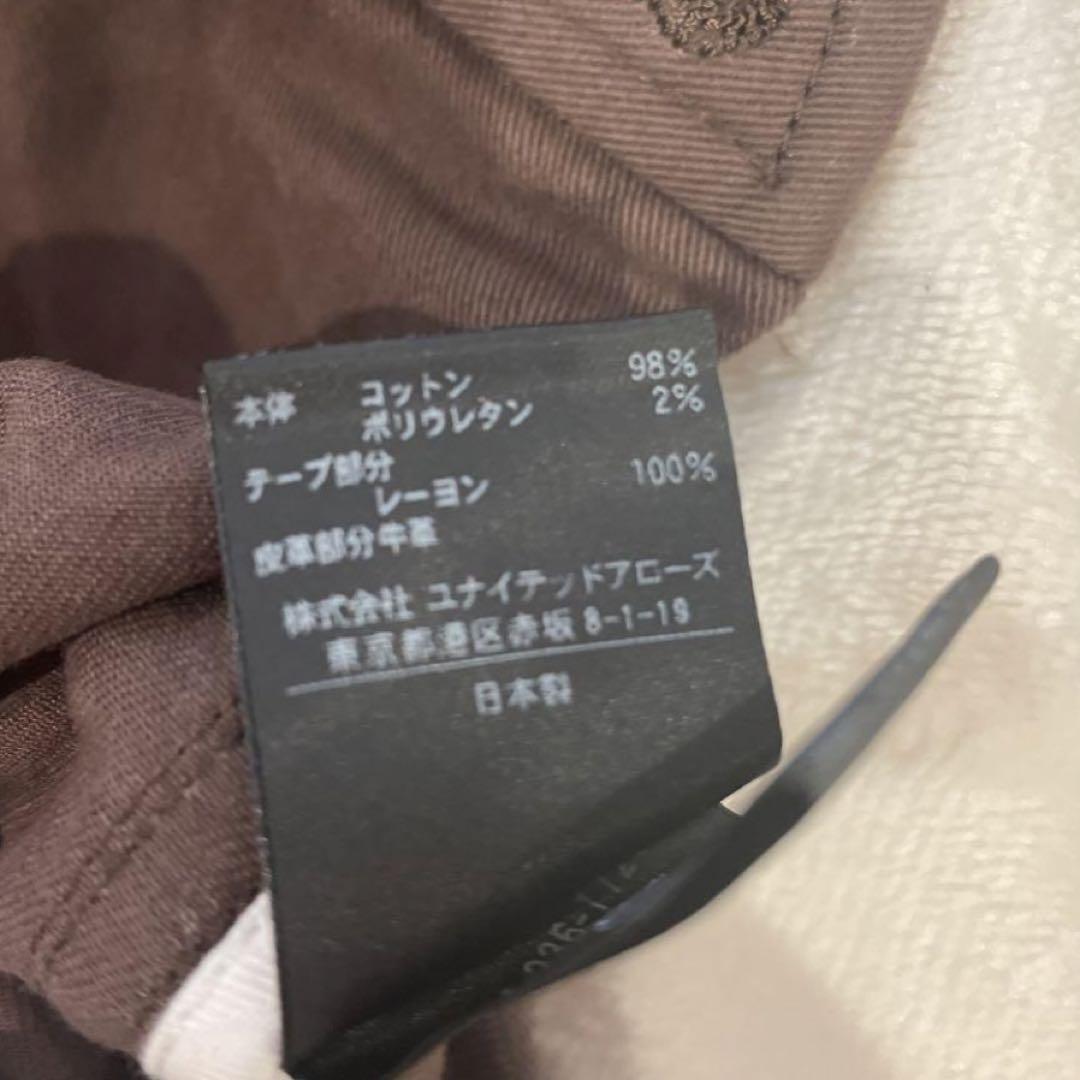 本体 コットン 98%
ポリウレタン 2%
テープ部分
レーヨン 100%
皮革部分牛革
株式会社 ユナイテッドアローズ
東京都港区赤坂 8-1-19
日本製